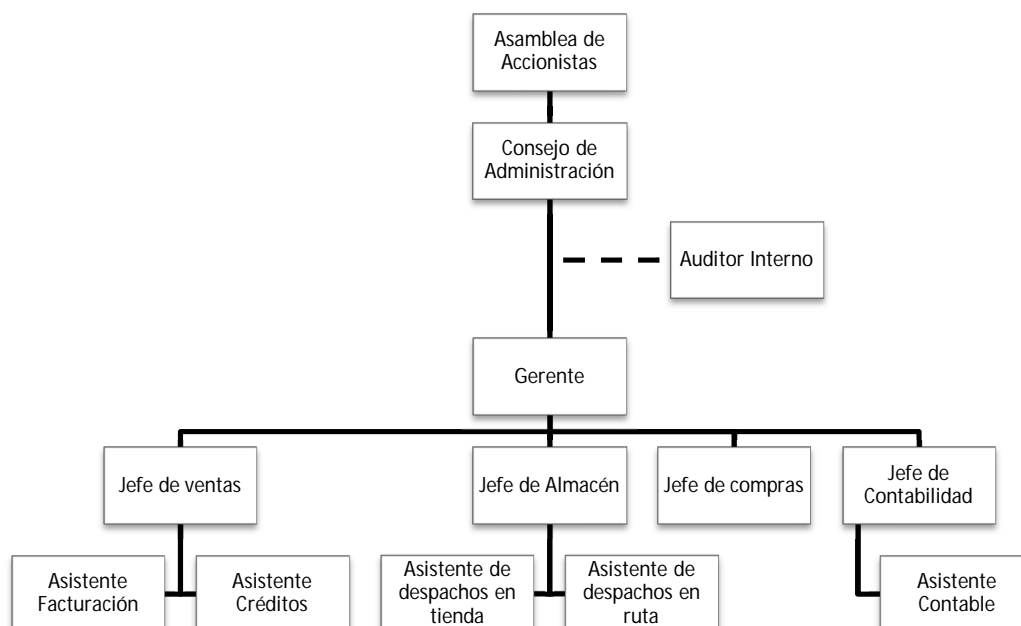 Asamblea de
Accionistas
Consejo de
Administración
Auditor Interno
Gerente
Jefe de ventas
Jefe de Almacén
Jefe de compras
Jefe de
Contabilidad
Asistente
Facturación
Asistente
Créditos
Asistente de
despachos en
tienda
Asistente de
despachos en
ruta
Asistente
Contable